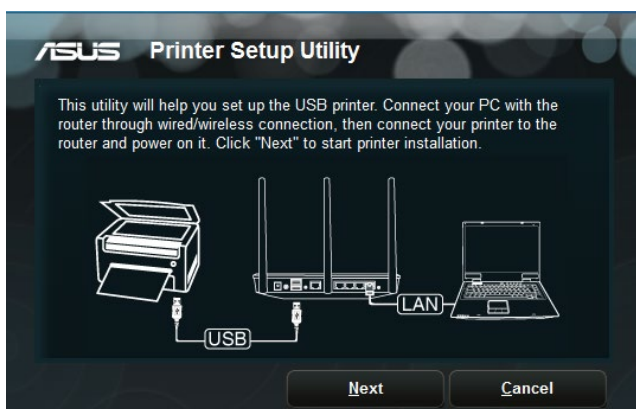 ASUS Printer Setup Utility
This utility will help you set up the USB printer. Connect your PC with the
router through wired/wireless connection, then connect your printer to the
router and power on it. Click "Next" to start printer installation.
LAN
USB
Next Cancel